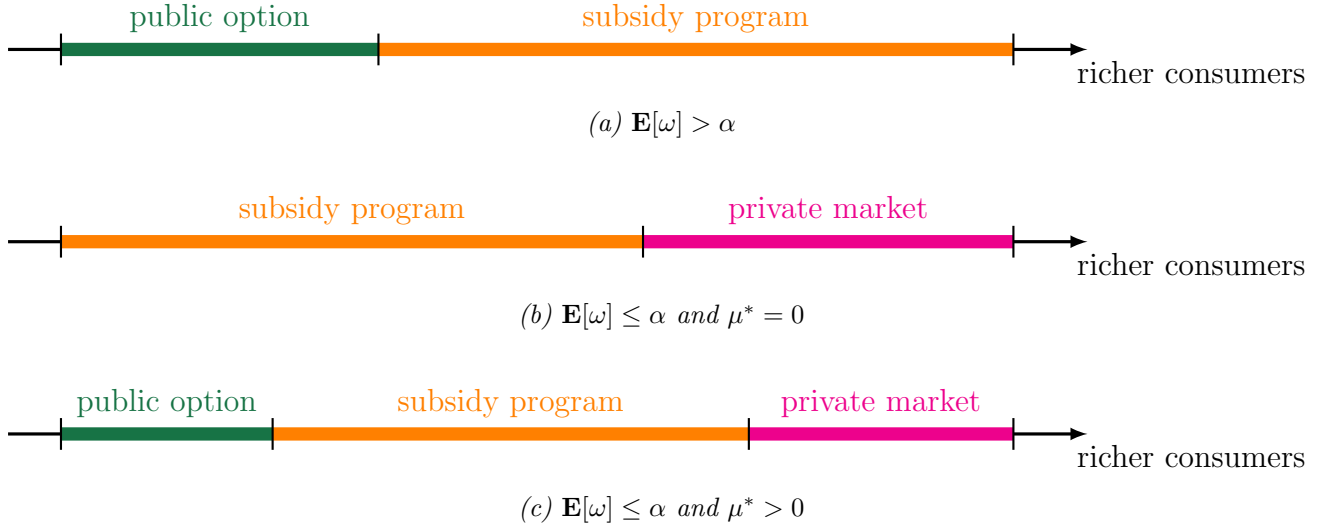 public option subsidy program
richer consumers
(a) E[ω] > α
subsidy program private market
richer consumers
(b) E[ω] ≤ α and μ* = 0
public option subsidy program private market
richer consumers
(c) E[ω] ≤ α and μ* > 0